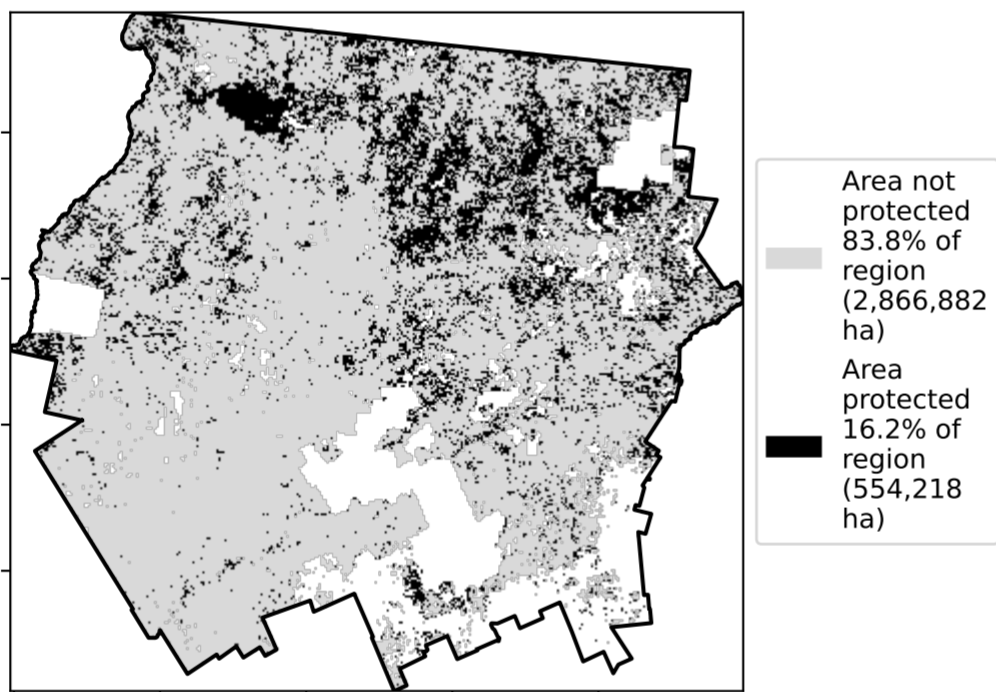 Area not
protected
83.8% of
region
(2,866,882
ha)
Area
protected
16.2% of
region
(554,218
ha)